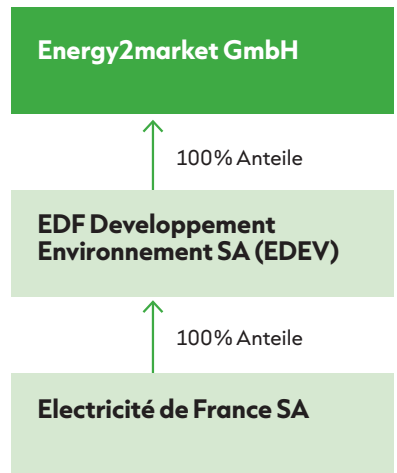 Energy2market GmbH
100% Anteile
EDF Developpement
Environnement SA (EDEV)
100% Anteile
Electricité de France SA